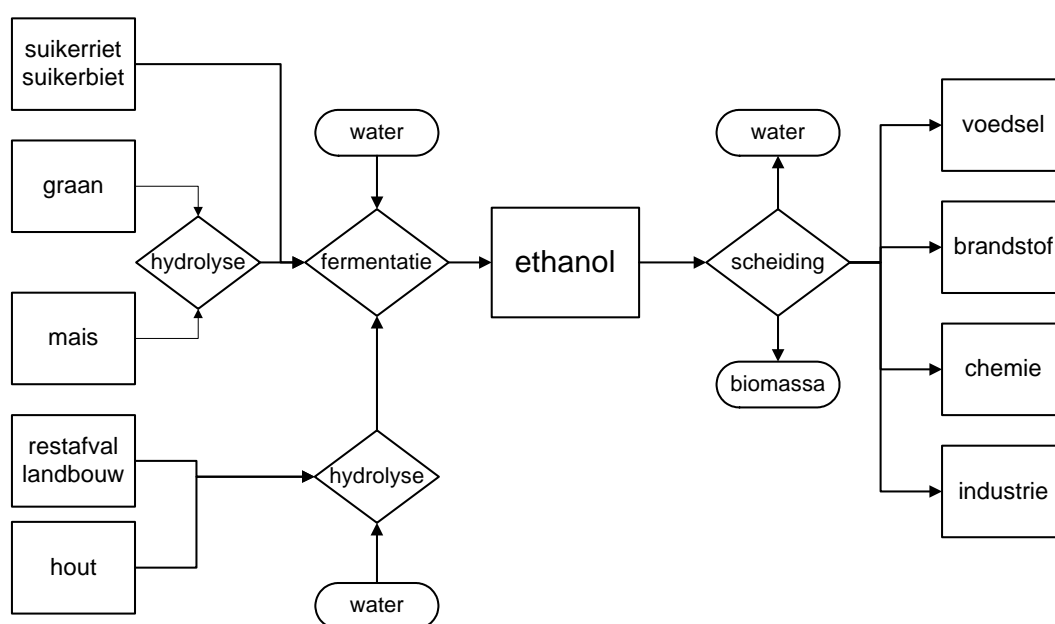 suikerriet
suikerbiet
graan
hydrolyse
mais
restafval
landbouw
hout
water
fermentatie
hydrolyse
water
ethanol
water
scheiding
biomassa
voedsel
brandstof
chemie
industrie